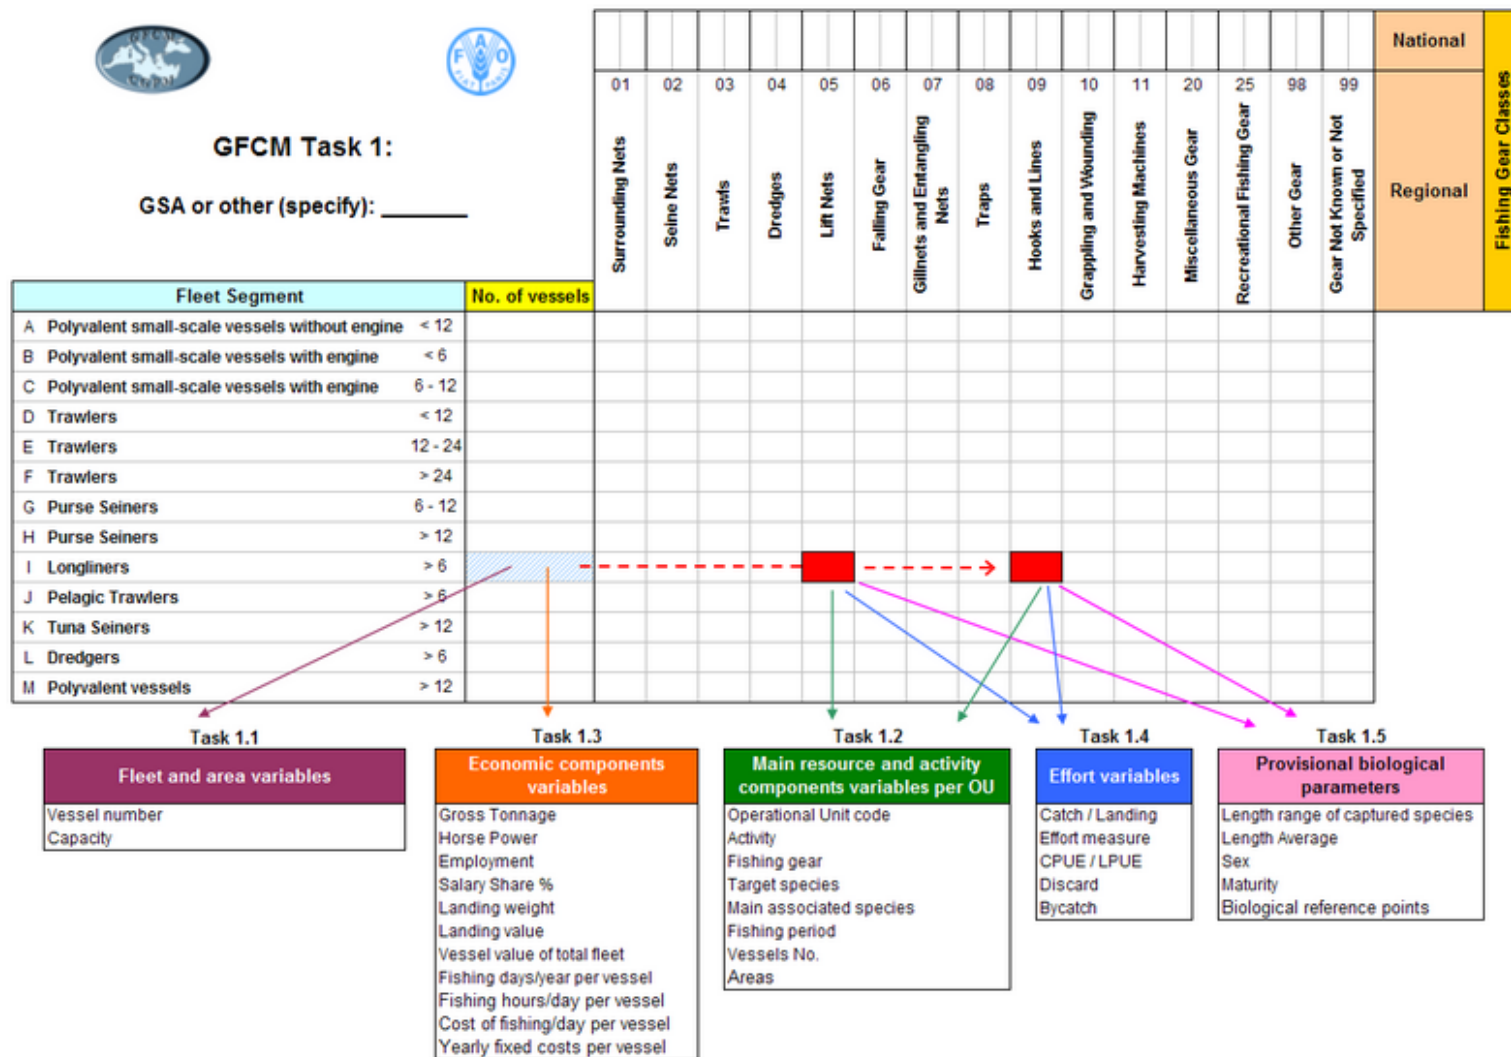 GFCM
F A O
FIAT PANIS
GFCM Task 1:
GSA or other (specify): ______
National
Regional
Fishing Gear Classes
01 02 03 04 05 06 07 08 09 10 11 20 25 98 99
Surrounding Nets
Seine Nets
Trawls
Dredges
Lift Nets
Falling Gear
Gillnets and Entangling
Nets
Traps
Hooks and Lines
Grappling and Wounding
Harvesting Machines
Miscellaneous Gear
Recreational Fishing Gear
Other Gear
Gear Not Known or Not
Specified
Fleet Segment No. of vessels
A Polyvalent small-scale vessels without engine < 12
B Polyvalent small-scale vessels with engine < 6
C Polyvalent small-scale vessels with engine 6 - 12
D Trawlers < 12
E Trawlers 12 - 24
F Trawlers > 24
G Purse Seiners 6 - 12
H Purse Seiners > 12
I Longliners > 6
J Pelagic Trawlers > 6
K Tuna Seiners > 12
L Dredgers > 6
M Polyvalent vessels > 12
Task 1.1
Fleet and area variables
Vessel number
Capacity
Task 1.3
Economic components
variables
Gross Tonnage
Horse Power
Employment
Salary Share %
Landing weight
Landing value
Vessel value of total fleet
Fishing days/year per vessel
Fishing hours/day per vessel
Cost of fishing/day per vessel
Yearly fixed costs per vessel
Task 1.2
Main resource and activity
components variables per OU
Operational Unit code
Activity
Fishing gear
Target species
Main associated species
Fishing period
Vessels No.
Areas
Task 1.4
Effort variables
Catch / Landing
Effort measure
CPUE / LPUE
Discard
Bycatch
Task 1.5
Provisional biological
parameters
Length range of captured species
Length Average
Sex
Maturity
Biological reference points